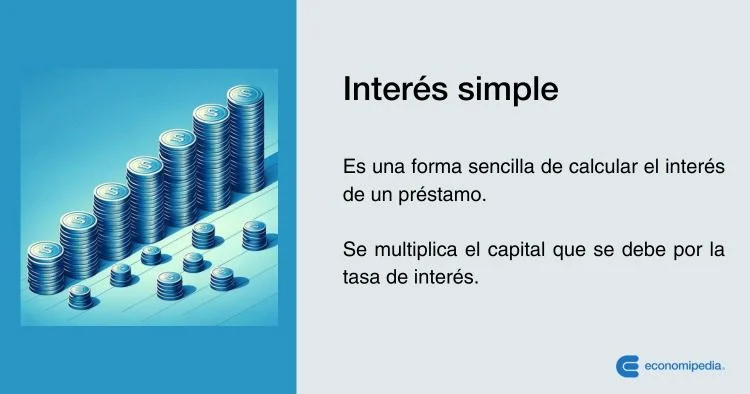 Interés simple
Es una forma sencilla de calcular el interés
de un préstamo.
Se multiplica el capital que se debe por la
tasa de interés.
economipedia.